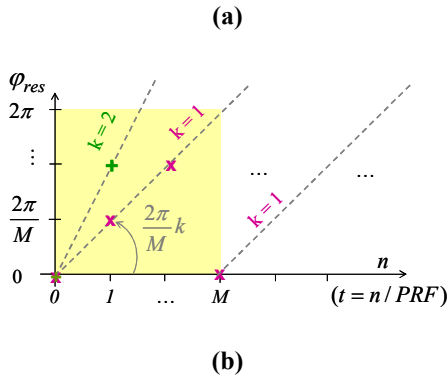 (a)
φres
2π
k = 2
k = 1
⋮
...
...
2π/M
2π/M k
k = 1
n
0
0
1
...
M
(t = n / PRF)
(b)